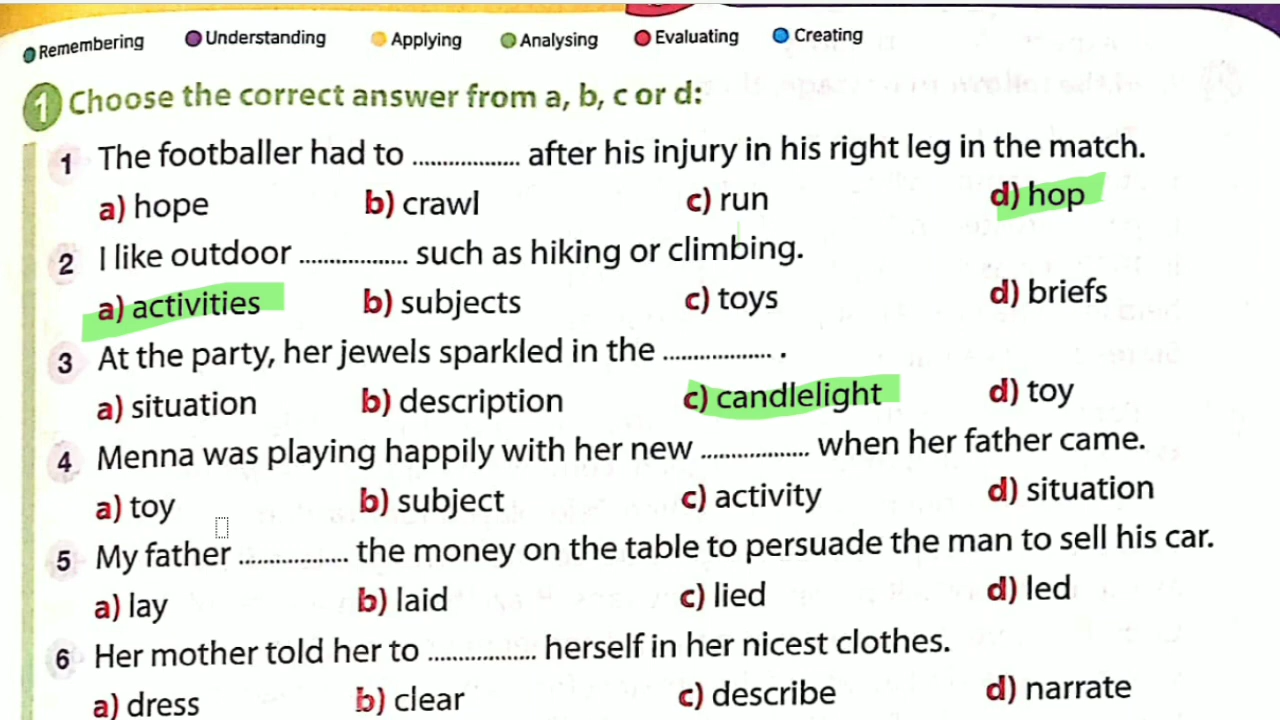 Remembering Understanding Applying Analysing Evaluating Creating
1 Choose the correct answer from a, b, c or d:
1 The footballer had to .................. after his injury in his right leg in the match.
a) hope b) crawl c) run d) hop
2 I like outdoor .................. such as hiking or climbing.
a) activities b) subjects c) toys d) briefs
3 At the party, her jewels sparkled in the .................. .
a) situation b) description c) candlelight d) toy
4 Menna was playing happily with her new .................. when her father came.
a) toy b) subject c) activity d) situation
5 My father .................. the money on the table to persuade the man to sell his car.
a) lay b) laid c) lied d) led
6 Her mother told her to .................. herself in her nicest clothes.
a) dress b) clear c) describe d) narrate